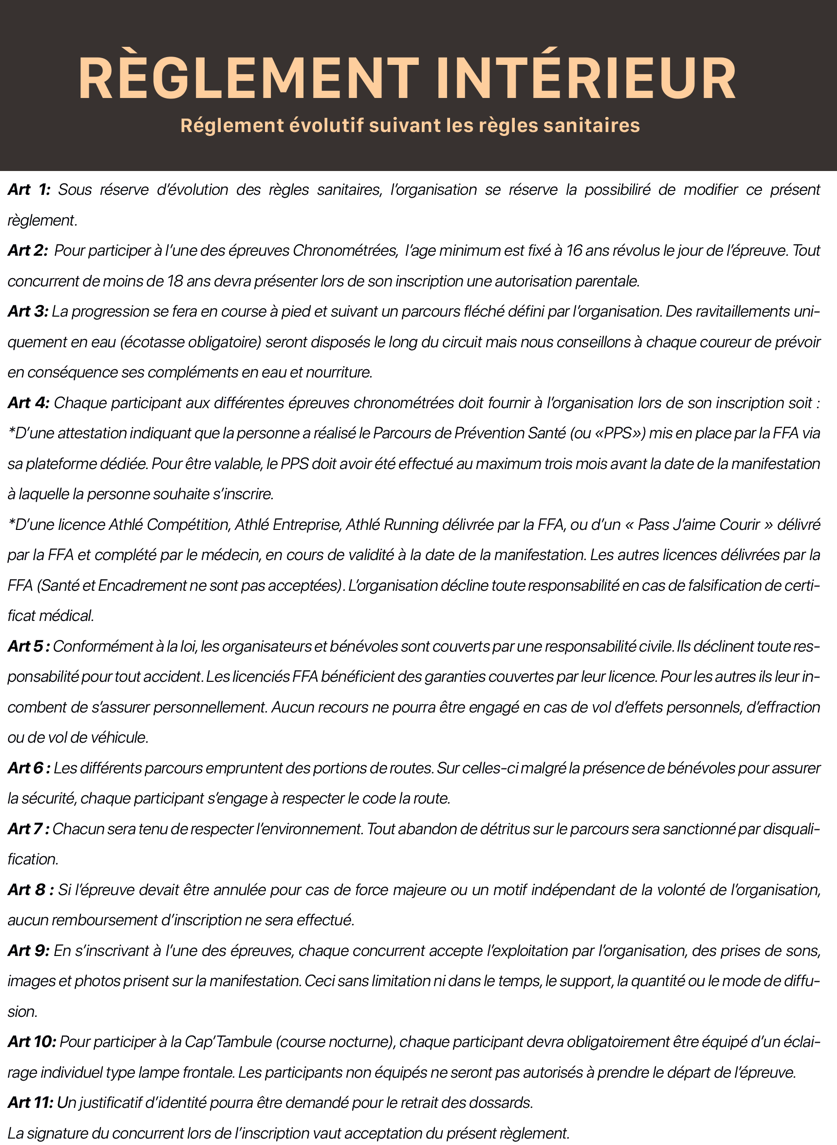 RÈGLEMENT INTÉRIEUR
Réglement évolutif suivant les règles sanitaires
Art 1: Sous réserve d'évolution des règles sanitaires, l'organisation se réserve la possibiliré de modifier ce présent
règlement.
Art 2: Pour participer à l'une des épreuves Chronométrées, l'age minimum est fixé à 16 ans révolus le jour de l'épreuve. Tout
concurrent de moins de 18 ans devra présenter lors de son inscription une autorisation parentale.
Art 3: La progression se fera en course à pied et suivant un parcours fléché défini par l'organisation. Des ravitaillements uni-
quement en eau (écotasse obligatoire) seront disposés le long du circuit mais nous conseillons à chaque coureur de prévoir
en conséquence ses compléments en eau et nourriture.
Art 4: Chaque participant aux différentes épreuves chronométrées doit fournir à l'organisation lors de son inscription soit :
*D'une attestation indiquant que la personne a réalisé le Parcours de Prévention Santé (ou «PPS») mis en place par la FFA via
sa plateforme dédiée. Pour être valable, le PPS doit avoir été effectué au maximum trois mois avant la date de la manifestation
à laquelle la personne souhaite s'inscrire.
*D'une licence Athlé Compétition, Athlé Entreprise, Athlé Running délivrée par la FFA, ou d'un « Pass J'aime Courir » délivré
par la FFA et complété par le médecin, en cours de validité à la date de la manifestation. Les autres licences délivrées par la
FFA (Santé et Encadrement ne sont pas acceptées). L'organisation décline toute responsabilité en cas de falsification de certi-
ficat médical.
Art 5 : Conformément à la loi, les organisateurs et bénévoles sont couverts par une responsabilité civile. Ils déclinent toute res-
ponsabilité pour tout accident. Les licenciés FFA bénéficient des garanties couvertes par leur licence. Pour les autres ils leur in-
combent de s'assurer personnellement. Aucun recours ne pourra être engagé en cas de vol d'effets personnels, d'effraction
ou de vol de véhicule.
Art 6 : Les différents parcours empruntent des portions de routes. Sur celles-ci malgré la présence de bénévoles pour assurer
la sécurité, chaque participant s'engage à respecter le code la route.
Art 7 : Chacun sera tenu de respecter l'environnement. Tout abandon de détritus sur le parcours sera sanctionné par disquali-
fication.
Art 8 : Si l'épreuve devait être annulée pour cas de force majeure ou un motif indépendant de la volonté de l'organisation,
aucun remboursement d'inscription ne sera effectué.
Art 9: En s'inscrivant à l'une des épreuves, chaque concurrent accepte l'exploitation par l'organisation, des prises de sons,
images et photos prisent sur la manifestation. Ceci sans limitation ni dans le temps, le support, la quantité ou le mode de diffu-
sion.
Art 10: Pour participer à la Cap'Tambule (course nocturne), chaque participant devra obligatoirement être équipé d'un éclai-
rage individuel type lampe frontale. Les participants non équipés ne seront pas autorisés à prendre le départ de l'épreuve.
Art 11: Un justificatif d'identité pourra être demandé pour le retrait des dossards.
La signature du concurrent lors de l'inscription vaut acceptation du présent règlement.